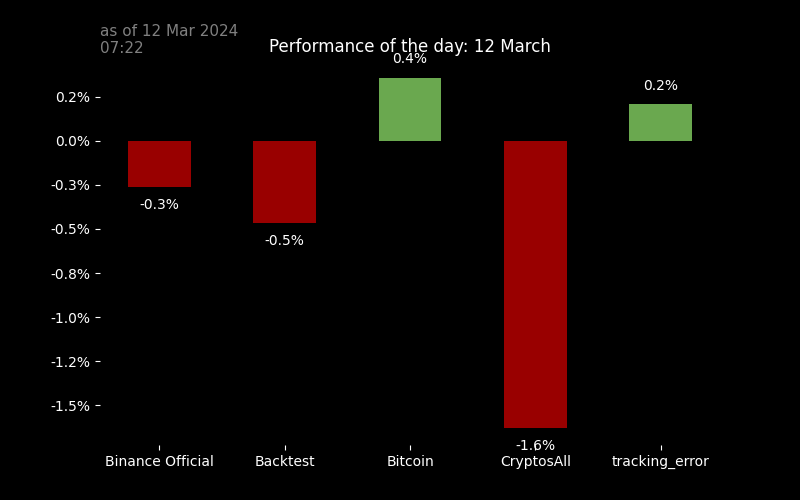 as of 12 Mar 2024
07:22
Performance of the day: 12 March
0.4%
0.2%
0.2%
0.0%
-0.3%
-0.3%
-0.5%
-0.5%
-0.8%
-1.0%
-1.2%
-1.5%
-1.6%
Binance Official
Backtest
Bitcoin
CryptosAll
tracking_error